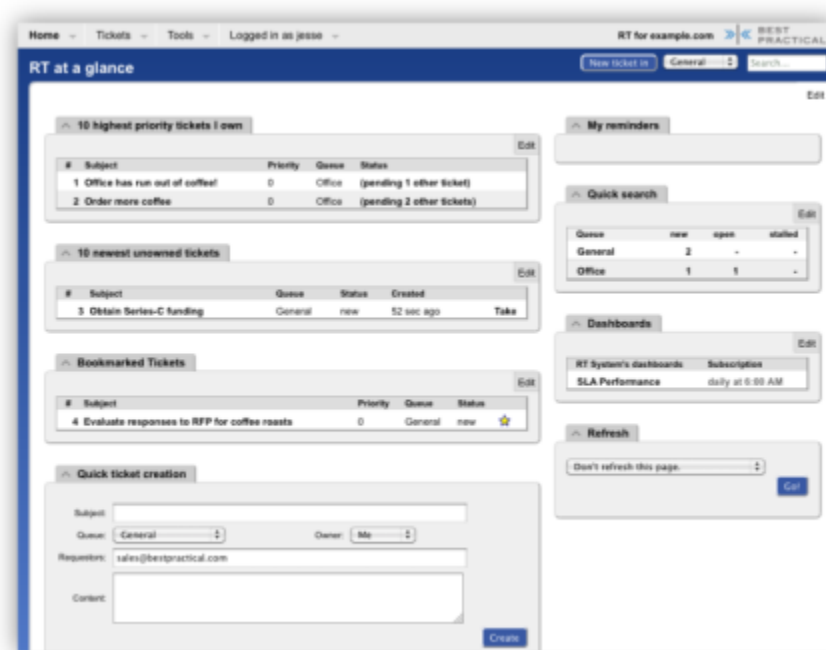 Home Tickets Tools Logged in as jesse RT for example.com BEST PRACTICAL
RT at a glance New ticket in General Search...
Edit
10 highest priority tickets I own
Edit
# Subject Priority Queue Status
1 Office has run out of coffee! 0 Office (pending 1 other ticket)
2 Order more coffee 0 Office (pending 2 other tickets)
10 newest unowned tickets
Edit
# Subject Queue Status Created
3 Obtain Series-C funding General new 52 sec ago Take
Bookmarked Tickets
Edit
# Subject Priority Queue Status
4 Evaluate responses to RFP for coffee roasts 0 General new
Quick ticket creation
Subject:
Queue: General Owner: Me
Requestors: sales@bestpractical.com
Content:
Create
My reminders
Quick search
Edit
Queue new open stalled
General 2 - -
Office 1 1 -
Dashboards
Edit
RT System's dashboards Subscription
SLA Performance daily at 6:00 AM
Refresh
Don't refresh this page.
Go!